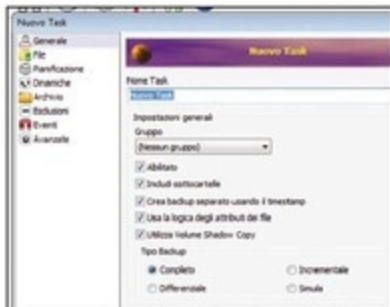 Nuovo Task
Generale
File
Pianificazione
Dinamiche
Archivio
Esclusioni
Eventi
Avanzate
Nuovo Task
Nome Task
Nuovo Task
Impostazioni generali
Gruppo
(Nessun gruppo)
Abilitato
Includi sottocartelle
Crea backup separato usando il timestamp
Usa la logica degli attributi dei file
Utilizza Volume Shadow Copy
Tipo Backup
Completo
Incrementale
Differenziale
Simula